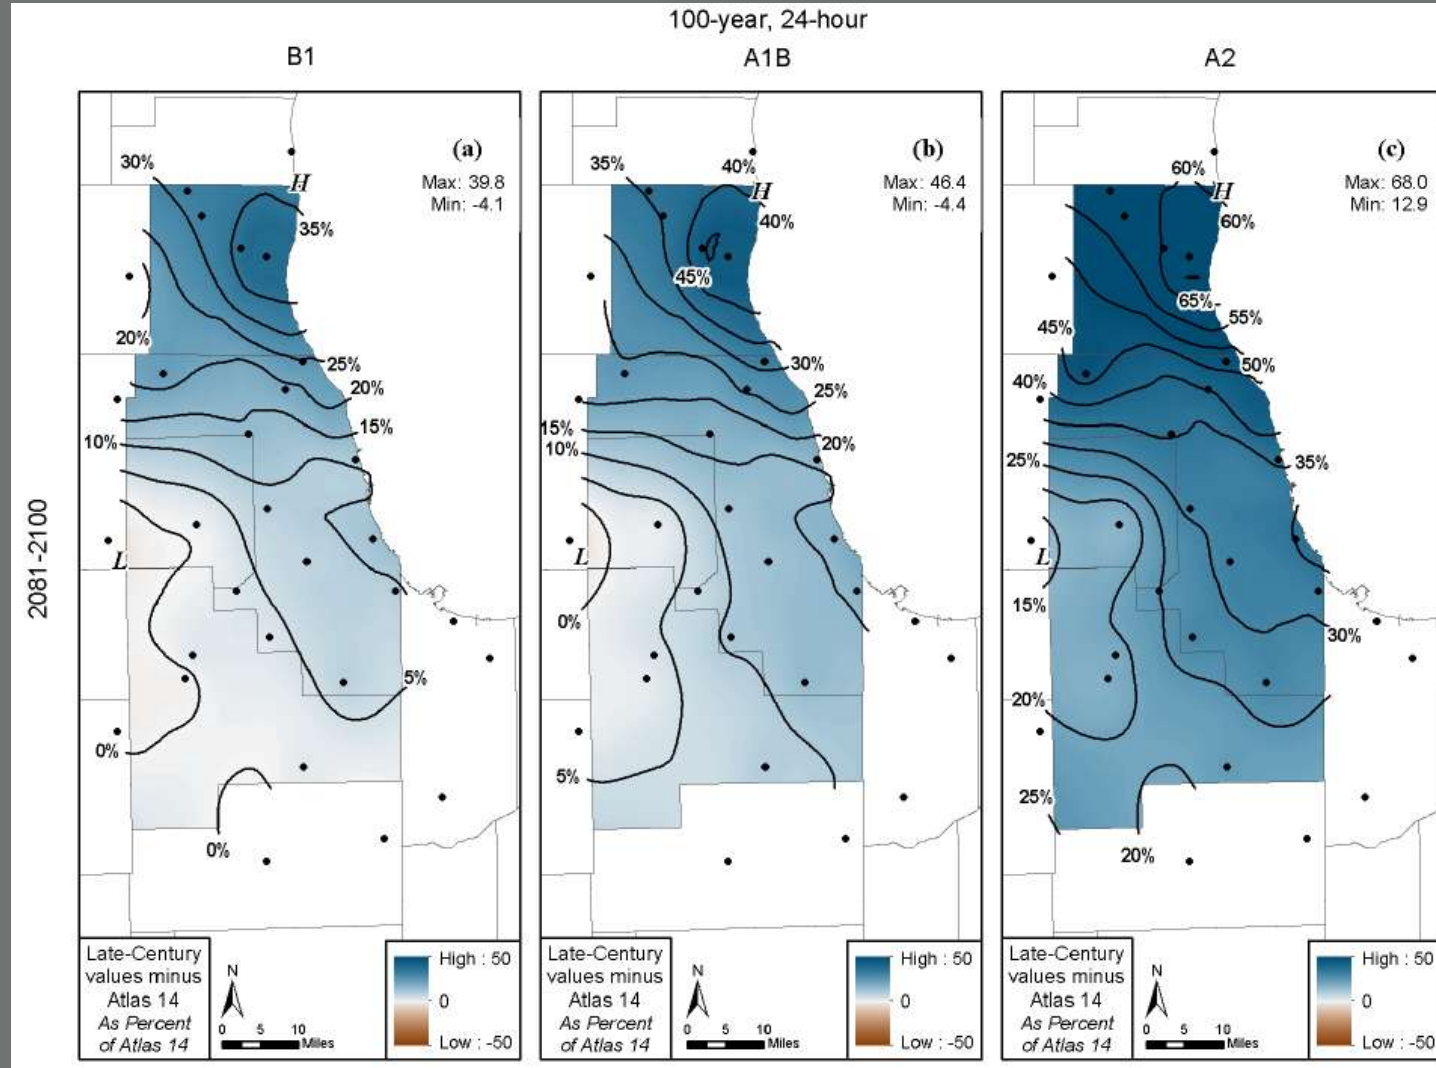 100-year, 24-hour
B1
A1B
A2
2081-2100
(a)
Max: 39.8
Min: -4.1
30%
H
35%
20%
25%
20%
15%
10%
L
5%
0%
0%
Late-Century
values minus
Atlas 14
As Percent
of Atlas 14
N
0 5 10
Miles
High : 50
0
Low : -50
(b)
Max: 46.4
Min: -4.4
35%
40%
H
40%
45%
30%
25%
15%
20%
10%
L
0%
5%
Late-Century
values minus
Atlas 14
As Percent
of Atlas 14
N
0 5 10
Miles
High : 50
0
Low : -50
(c)
Max: 68.0
Min: 12.9
60%
H
60%
65%
55%
45%
50%
40%
25%
35%
L
15%
30%
20%
25%
20%
Late-Century
values minus
Atlas 14
As Percent
of Atlas 14
N
0 5 10
Miles
High : 50
0
Low : -50